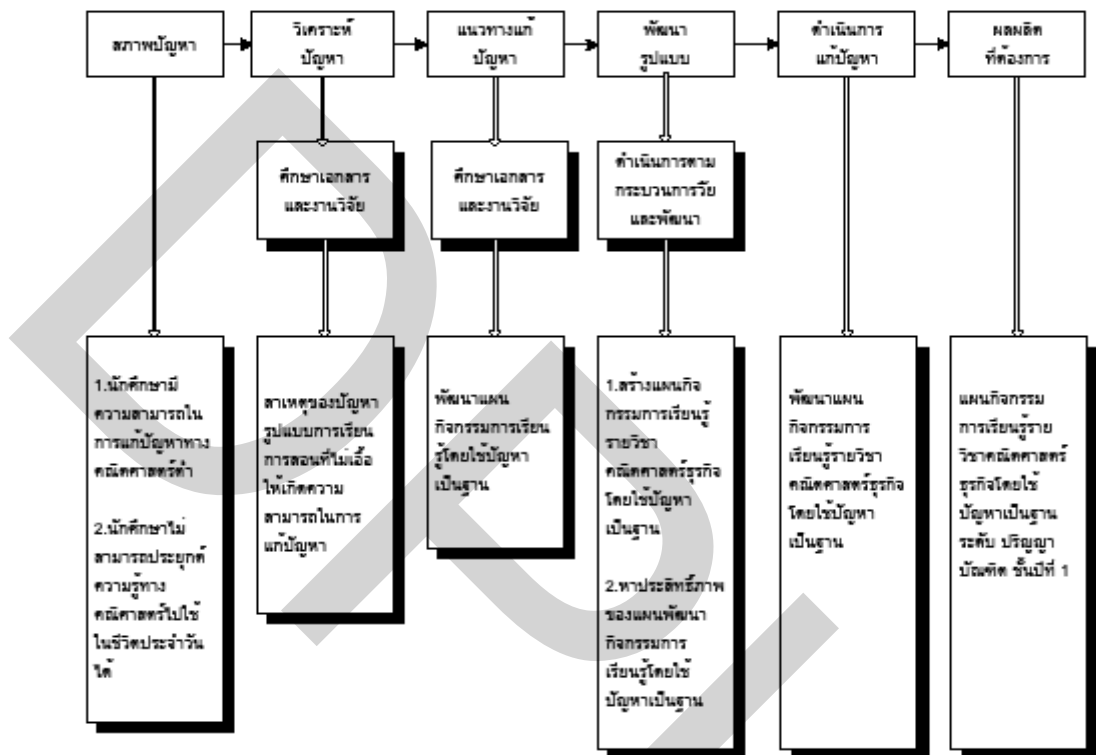 สภาพปัญหา
วิเคราะห์
ปัญหา
แนวทางแก้
ปัญหา
พัฒนา
รูปแบบ
ดำเนินการ
แก้ปัญหา
ผลผลิต
ที่ต้องการ
ศึกษาเอกสาร
และงานวิจัย
ศึกษาเอกสาร
และงานวิจัย
ดำเนินการตาม
กระบวนการวิจัย
และพัฒนา
1.นักศึกษามี
ความสามารถใน
การแก้ปัญหาทาง
คณิตศาสตร์ต่ำ
2.นักศึกษาไม่
สามารถประยุกต์
ความรู้ทาง
คณิตศาสตร์ไปใช้
ในชีวิตประจำวัน
ได้
สาเหตุของปัญหา
รูปแบบการเรียน
การสอนที่ไม่เอื้อ
ให้เกิดความ
สามารถในการ
แก้ปัญหา
พัฒนาแผน
กิจกรรมการเรียน
รู้โดยใช้ปัญหา
เป็นฐาน
1.สร้างแผนกิจ
กรรมการเรียนรู้
รายวิชา
คณิตศาสตร์ธุรกิจ
โดยใช้ปัญหา
เป็นฐาน
2.หาประสิทธิ์ภาพ
ของแผนพัฒนา
กิจกรรมการ
เรียนรู้โดยใช้
ปัญหาเป็นฐาน
พัฒนาแผน
กิจกรรมการ
เรียนรู้รายวิชา
คณิตศาสตร์ธุรกิจ
โดยใช้ปัญหา
เป็นฐาน
แผนกิจกรรม
การเรียนรู้ราย
วิชาคณิตศาสตร์
ธุรกิจโดยใช้
ปัญหาเป็นฐาน
ระดับ ปริญญา
บัณฑิต ชั้นปีที่ 1